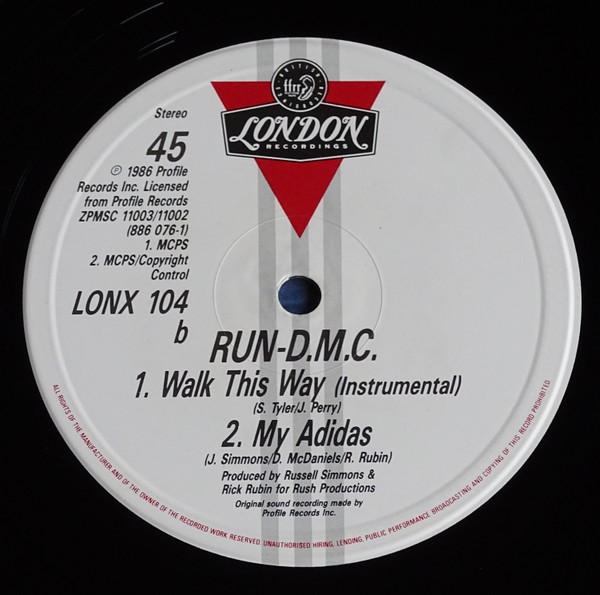 BRITISH RECORDINGS
ffrr
LONDON
RECORDINGS
Stereo
45
℗ 1986 Profile
Records Inc. Licensed
from Profile Records
ZPMSC 11003/11002
(886 076-1)
1. MCPS
2. MCPS/Copyright
Control
LONX 104
b
RUN-D.M.C.
1. Walk This Way (Instrumental)
(S. Tyler/J. Perry)
2. My Adidas
(J. Simmons/D. McDaniels/R. Rubin)
Produced by Russell Simmons &
Rick Rubin for Rush Productions
Original sound recording made by
Profile Records Inc.
ALL RIGHTS OF THE MANUFACTURER AND OF THE OWNER OF THE RECORDED WORK RESERVED. UNAUTHORISED HIRING, LENDING, PUBLIC PERFORMANCE, BROADCASTING AND COPYING OF THIS RECORD PROHIBITED.